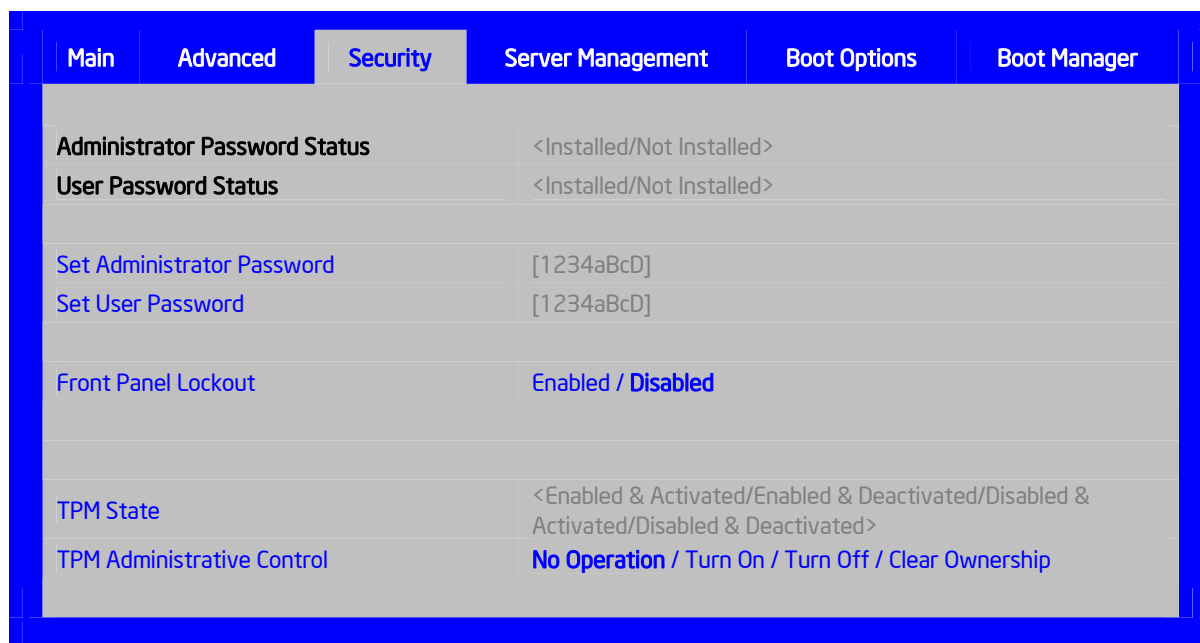 Main Advanced Security Server Management Boot Options Boot Manager
Administrator Password Status <Installed/Not Installed>
User Password Status <Installed/Not Installed>
Set Administrator Password [1234aBcD]
Set User Password [1234aBcD]
Front Panel Lockout Enabled / Disabled
TPM State <Enabled & Activated/Enabled & Deactivated/Disabled &
Activated/Disabled & Deactivated>
TPM Administrative Control No Operation / Turn On / Turn Off / Clear Ownership